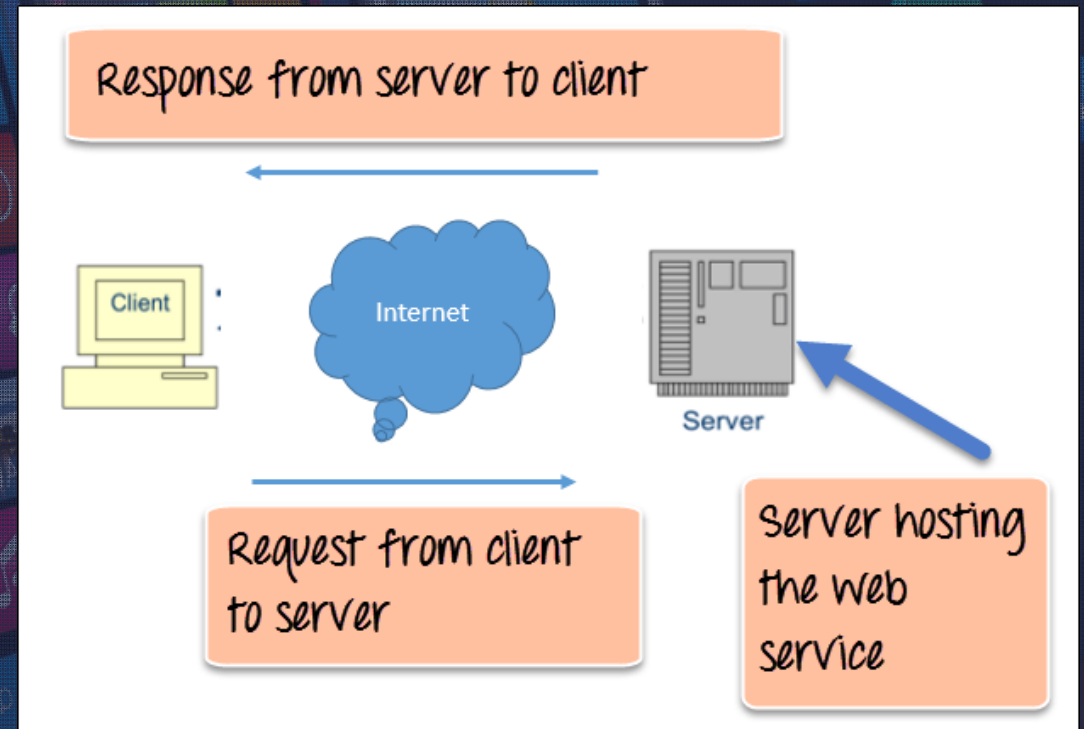 Response from server to client
Client
Internet
Server
Request from client
to server
Server hosting
the web
service